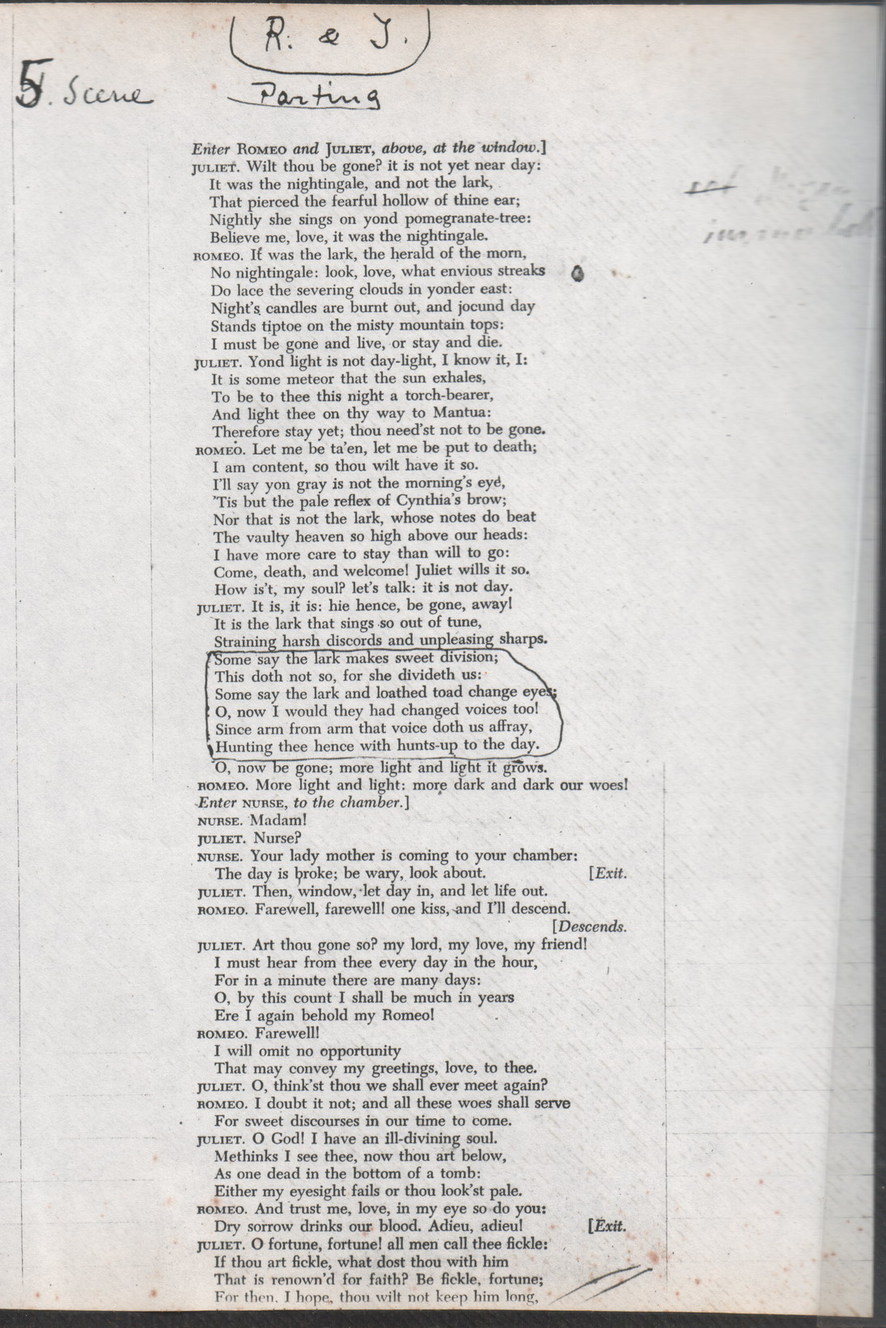 R. & J.
5. Scene
Parting
Enter ROMEO and JULIET, above, at the window.]
JULIET. Wilt thou be gone? it is not yet near day:
It was the nightingale, and not the lark,
That pierced the fearful hollow of thine ear;
Nightly she sings on yond pomegranate-tree:
Believe me, love, it was the nightingale.
ROMEO. It was the lark, the herald of the morn,
No nightingale: look, love, what envious streaks
Do lace the severing clouds in yonder east:
Night's candles are burnt out, and jocund day
Stands tiptoe on the misty mountain tops:
I must be gone and live, or stay and die.
JULIET. Yond light is not day-light, I know it, I:
It is some meteor that the sun exhales,
To be to thee this night a torch-bearer,
And light thee on thy way to Mantua:
Therefore stay yet; thou need'st not to be gone.
ROMEO. Let me be ta'en, let me be put to death;
I am content, so thou wilt have it so.
I'll say yon gray is not the morning's eye,
'Tis but the pale reflex of Cynthia's brow;
Nor that is not the lark, whose notes do beat
The vaulty heaven so high above our heads:
I have more care to stay than will to go:
Come, death, and welcome! Juliet wills it so.
How is't, my soul? let's talk: it is not day.
JULIET. It is, it is: hie hence, be gone, away!
It is the lark that sings so out of tune,
Straining harsh discords and unpleasing sharps.
Some say the lark makes sweet division;
This doth not so, for she divideth us:
Some say the lark and loathed toad change eyes;
O, now I would they had changed voices too!
Since arm from arm that voice doth us affray,
Hunting thee hence with hunts-up to the day.
O, now be gone; more light and light it grows.
ROMEO. More light and light: more dark and dark our woes!
Enter NURSE, to the chamber.]
NURSE. Madam!
JULIET. Nurse?
NURSE. Your lady mother is coming to your chamber:
The day is broke; be wary, look about. [Exit.
JULIET. Then, window, let day in, and let life out.
ROMEO. Farewell, farewell! one kiss, and I'll descend.
[Descends.
JULIET. Art thou gone so? my lord, my love, my friend!
I must hear from thee every day in the hour,
For in a minute there are many days:
O, by this count I shall be much in years
Ere I again behold my Romeo!
ROMEO. Farewell!
I will omit no opportunity
That may convey my greetings, love, to thee.
JULIET. O, think'st thou we shall ever meet again?
ROMEO. I doubt it not; and all these woes shall serve
For sweet discourses in our time to come.
JULIET. O God! I have an ill-divining soul.
Methinks I see thee, now thou art below,
As one dead in the bottom of a tomb:
Either my eyesight fails or thou look'st pale.
ROMEO. And trust me, love, in my eye so do you:
Dry sorrow drinks our blood. Adieu, adieu! [Exit.
JULIET. O fortune, fortune! all men call thee fickle:
If thou art fickle, what dost thou with him
That is renown'd for faith? Be fickle, fortune;
For then, I hope, thou wilt not keep him long,